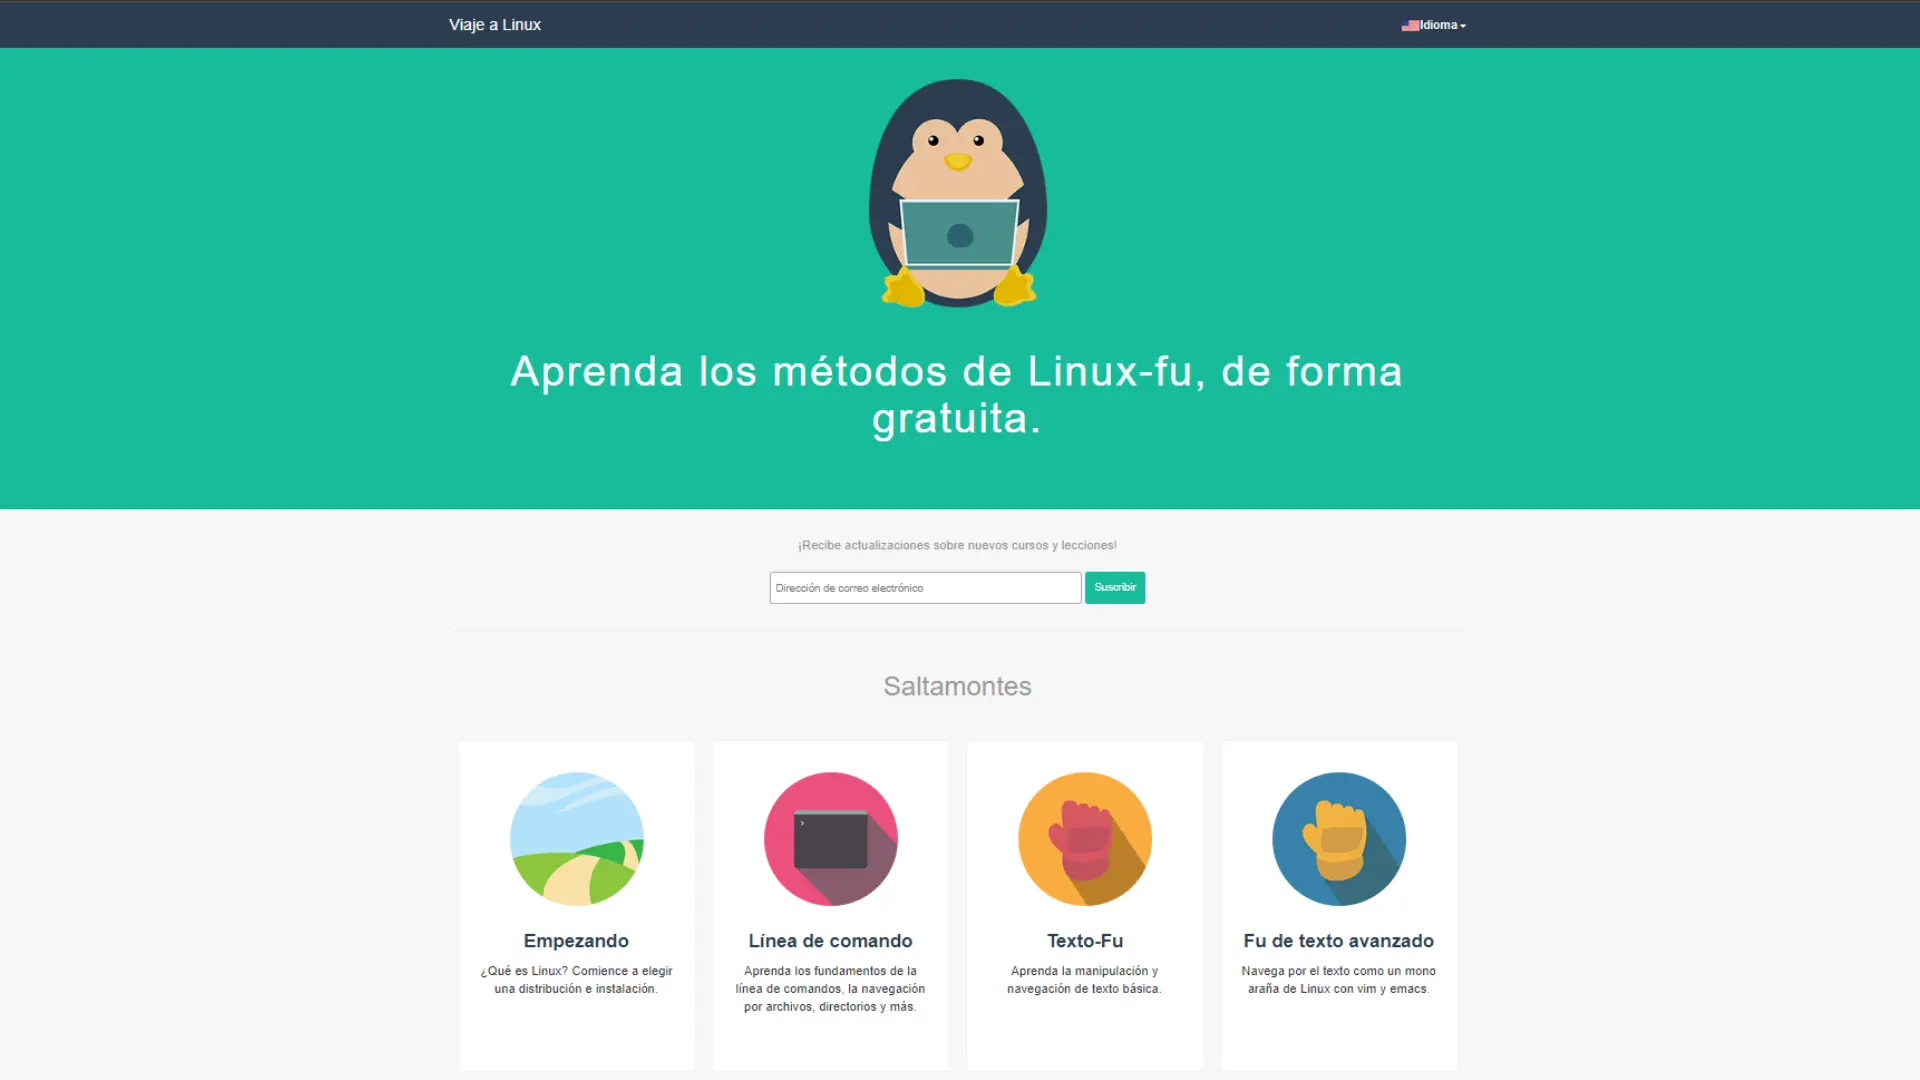 Viaje a Linux
Idioma
Aprenda los métodos de Linux-fu, de forma
gratuita.
¡Recibe actualizaciones sobre nuevos cursos y lecciones!
Dirección de correo electrónico
Suscribir
Saltamontes
Empezando
¿Qué es Linux? Comience a elegir
una distribución e instalación.
Línea de comando
Aprenda los fundamentos de la
línea de comandos, la navegación
por archivos, directorios y más.
Texto-Fu
Aprenda la manipulación y
navegación de texto básica.
Fu de texto avanzado
Navega por el texto como un mono
araña de Linux con vim y emacs.